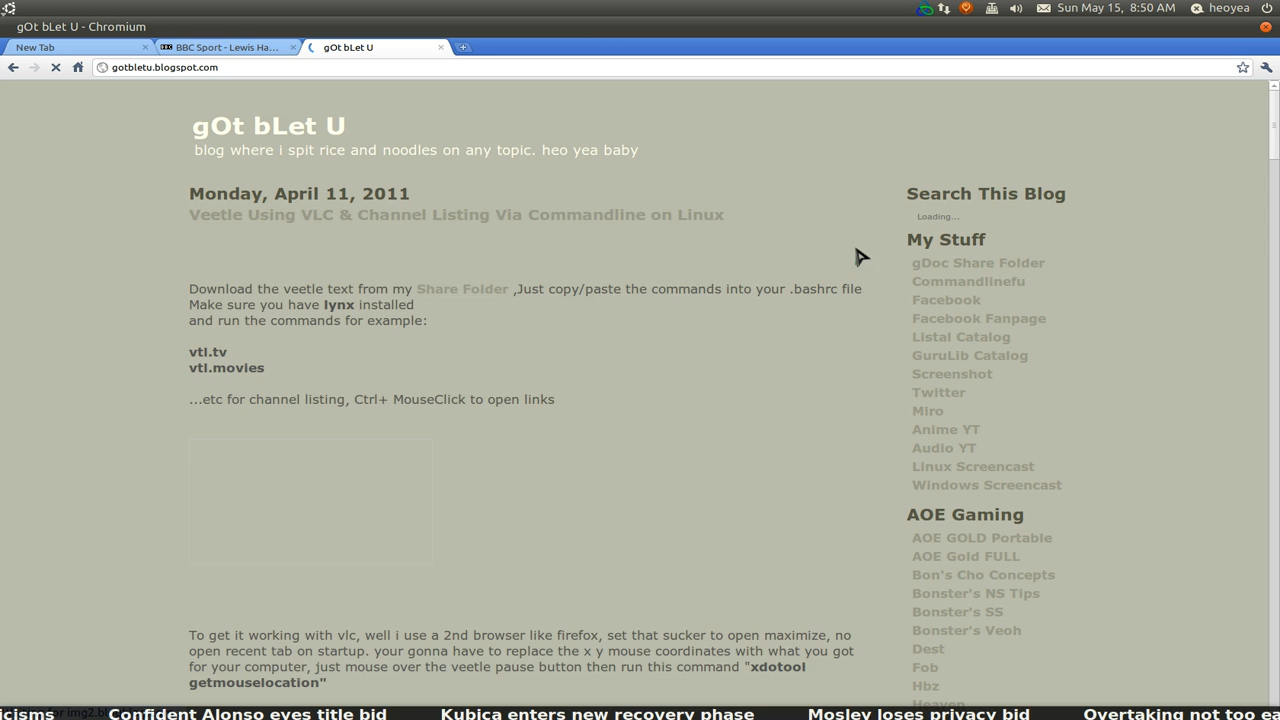 Sun May 15, 8:50 AM
heoyea
gOt bLet U - Chromium
New Tab
BBC Sport - Lewis Ha...
gOt bLet U
gotbletu.blogspot.com
gOt bLet U
blog where i spit rice and noodles on any topic. heo yea baby
Monday, April 11, 2011
Veetle Using VLC & Channel Listing Via Commandline on Linux
Download the veetle text from my Share Folder ,Just copy/paste the commands into your .bashrc file
Make sure you have lynx installed
and run the commands for example:
vtl.tv
vtl.movies
...etc for channel listing, Ctrl+ MouseClick to open links
To get it working with vlc, well i use a 2nd browser like firefox, set that sucker to open maximize, no
open recent tab on startup. your gonna have to replace the x y mouse coordinates with what you got
for your computer, just mouse over the veetle pause button then run this command "xdotool
getmouselocation"
Search This Blog
Loading...
My Stuff
gDoc Share Folder
Commandlinefu
Facebook
Facebook Fanpage
Listal Catalog
GuruLib Catalog
Screenshot
Twitter
Miro
Anime YT
Audio YT
Linux Screencast
Windows Screencast
AOE Gaming
AOE GOLD Portable
AOE Gold FULL
Bon's Cho Concepts
Bonster's NS Tips
Bonster's SS
Bonster's Veoh
Dest
Fob
Hbz
Heaven
icisms Confident Alonso eyes title bid Kubica enters new recovery phase Mosley loses privacy bid Overtaking not too